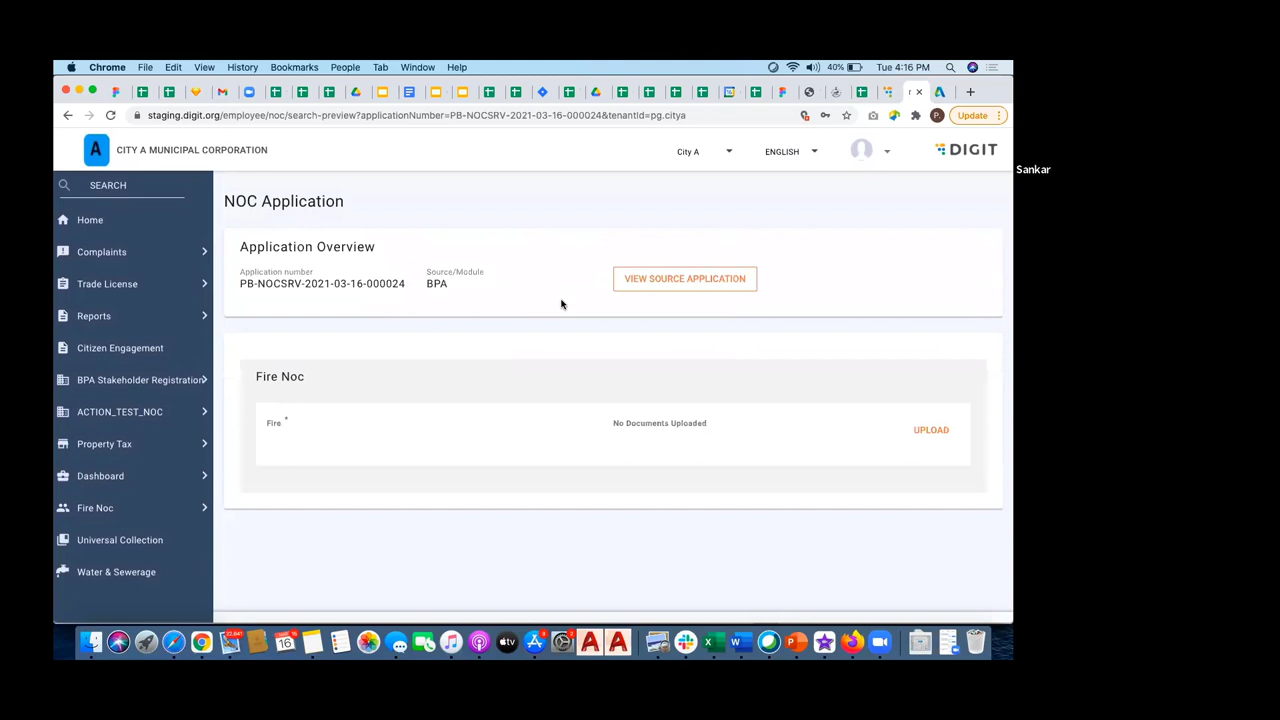 Chrome File Edit View History Bookmarks People Tab Window Help 40% Tue 4:16 PM
staging.digit.org/employee/noc/search-preview?applicationNumber=PB-NOCSRV-2021-03-16-000024&tenantId=pg.citya
P Update
A CITY A MUNICIPAL CORPORATION City A ENGLISH DIGIT
Sankar
SEARCH
Home
Complaints
Trade License
Reports
Citizen Engagement
BPA Stakeholder Registration
ACTION_TEST_NOC
Property Tax
Dashboard
Fire Noc
Universal Collection
Water & Sewerage
NOC Application
Application Overview
Application number Source/Module
PB-NOCSRV-2021-03-16-000024 BPA
VIEW SOURCE APPLICATION
Fire Noc
Fire * No Documents Uploaded
UPLOAD